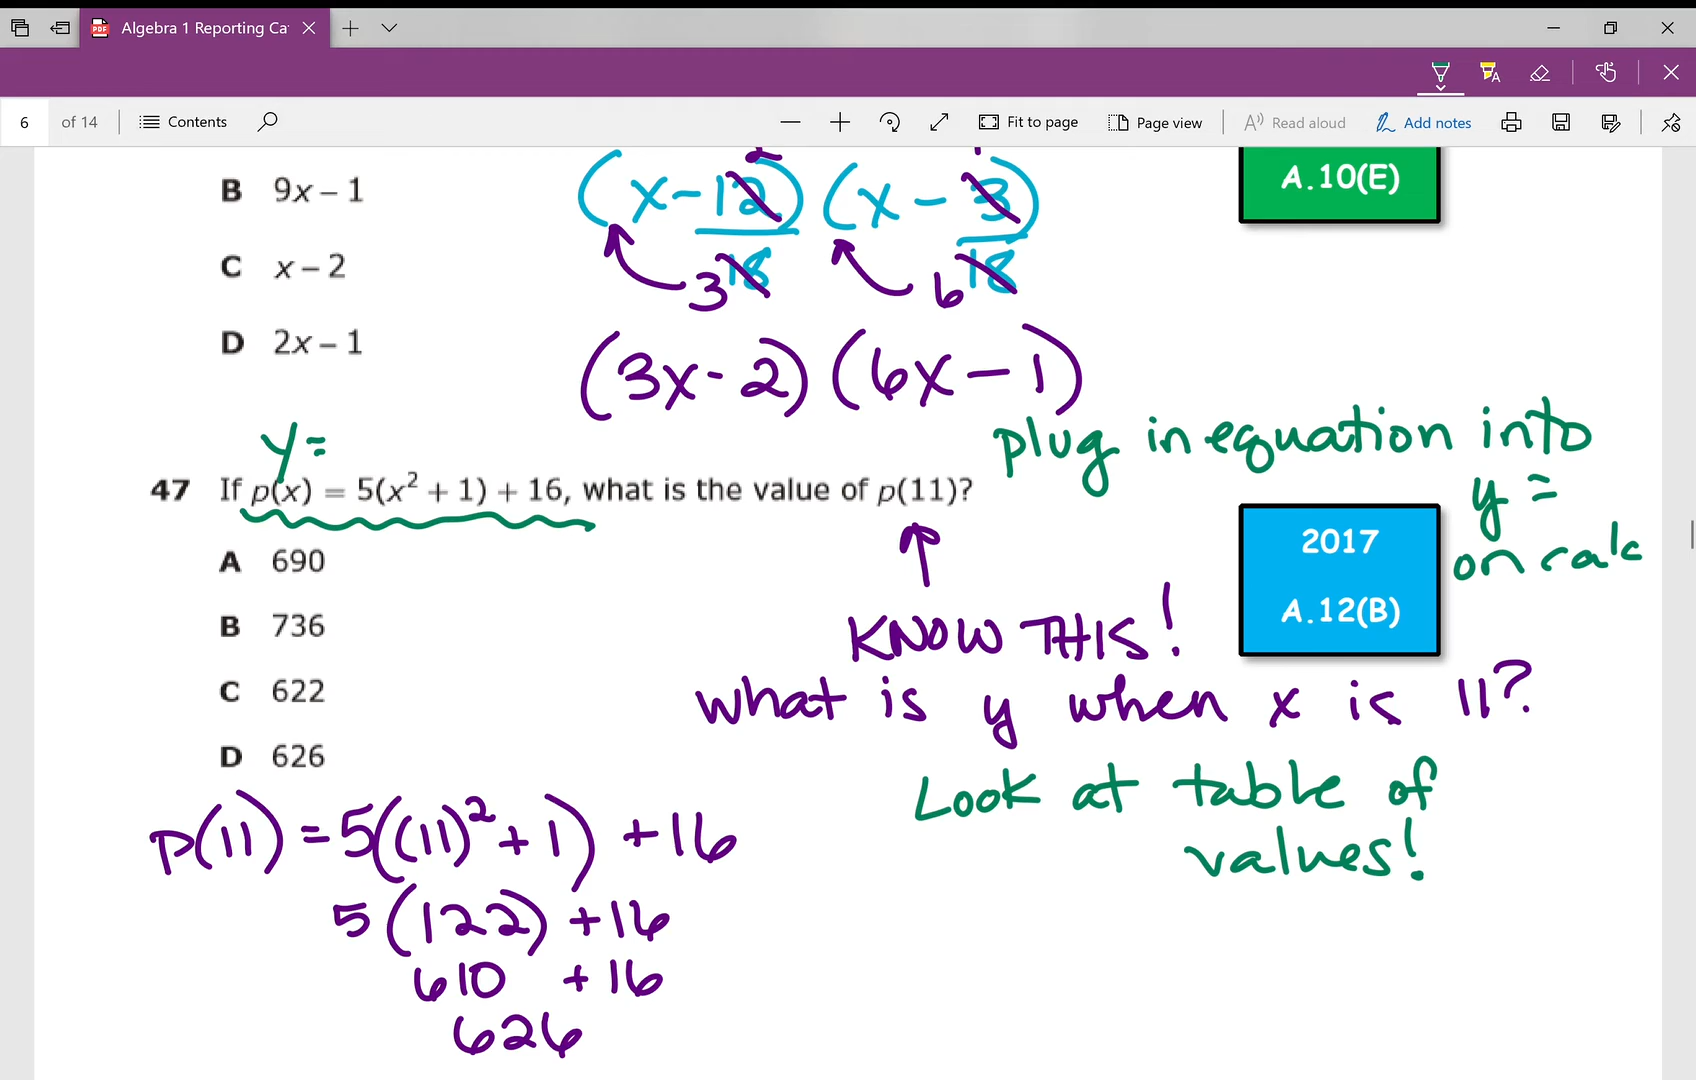 Algebra 1 Reporting Ca
6 of 14 Contents Fit to page Page view Read aloud Add notes
B 9x – 1
(x - 12/18) (x - 3/18)
2 1
3 6
A.10(E)
C x – 2
D 2x – 1
(3x - 2) (6x - 1)
y=
plug in equation into
y =
on calc
47 If p(x) = 5(x² + 1) + 16, what is the value of p(11)?
2017
A.12(B)
A 690
B 736
C 622
D 626
KNOW THIS!
what is y when x is 11?
Look at table of
values!
P(11) = 5((11)² + 1) + 16
5(122) + 16
610 + 16
626